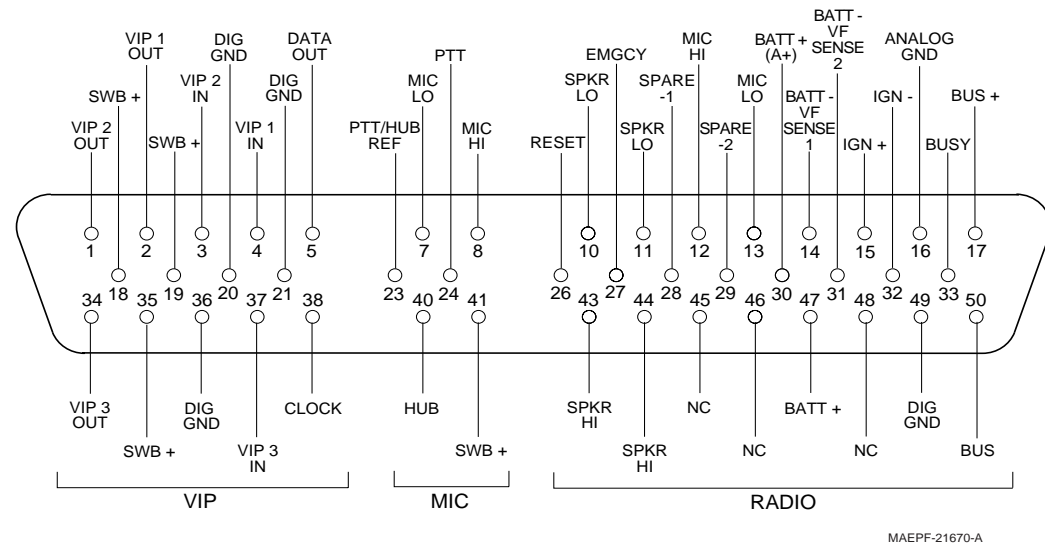 VIP 2
OUT
SWB +
VIP 1
OUT
SWB +
VIP 2
IN
DIG
GND
VIP 1
IN
DIG
GND
DATA
OUT
PTT/HUB
REF
MIC
LO
PTT
MIC
HI
RESET
SPKR
LO
EMGCY
SPKR
LO
SPARE
-1
MIC
HI
SPARE
-2
MIC
LO
BATT +
(A+)
BATT -
VF
SENSE
1
BATT -
VF
SENSE
2
IGN +
IGN -
ANALOG
GND
BUSY
BUS +
1 2 3 4 5 7 8 10 11 12 13 14 15 16 17
18 19 20 21 23 24 26 27 28 29 30 31 32 33
34 35 36 37 38 40 41 43 44 45 46 47 48 49 50
VIP 3
OUT
SWB +
DIG
GND
VIP 3
IN
CLOCK
HUB
SWB +
SPKR
HI
SPKR
HI
NC
NC
BATT +
NC
DIG
GND
BUS
VIP
MIC
RADIO
MAEPF-21670-A